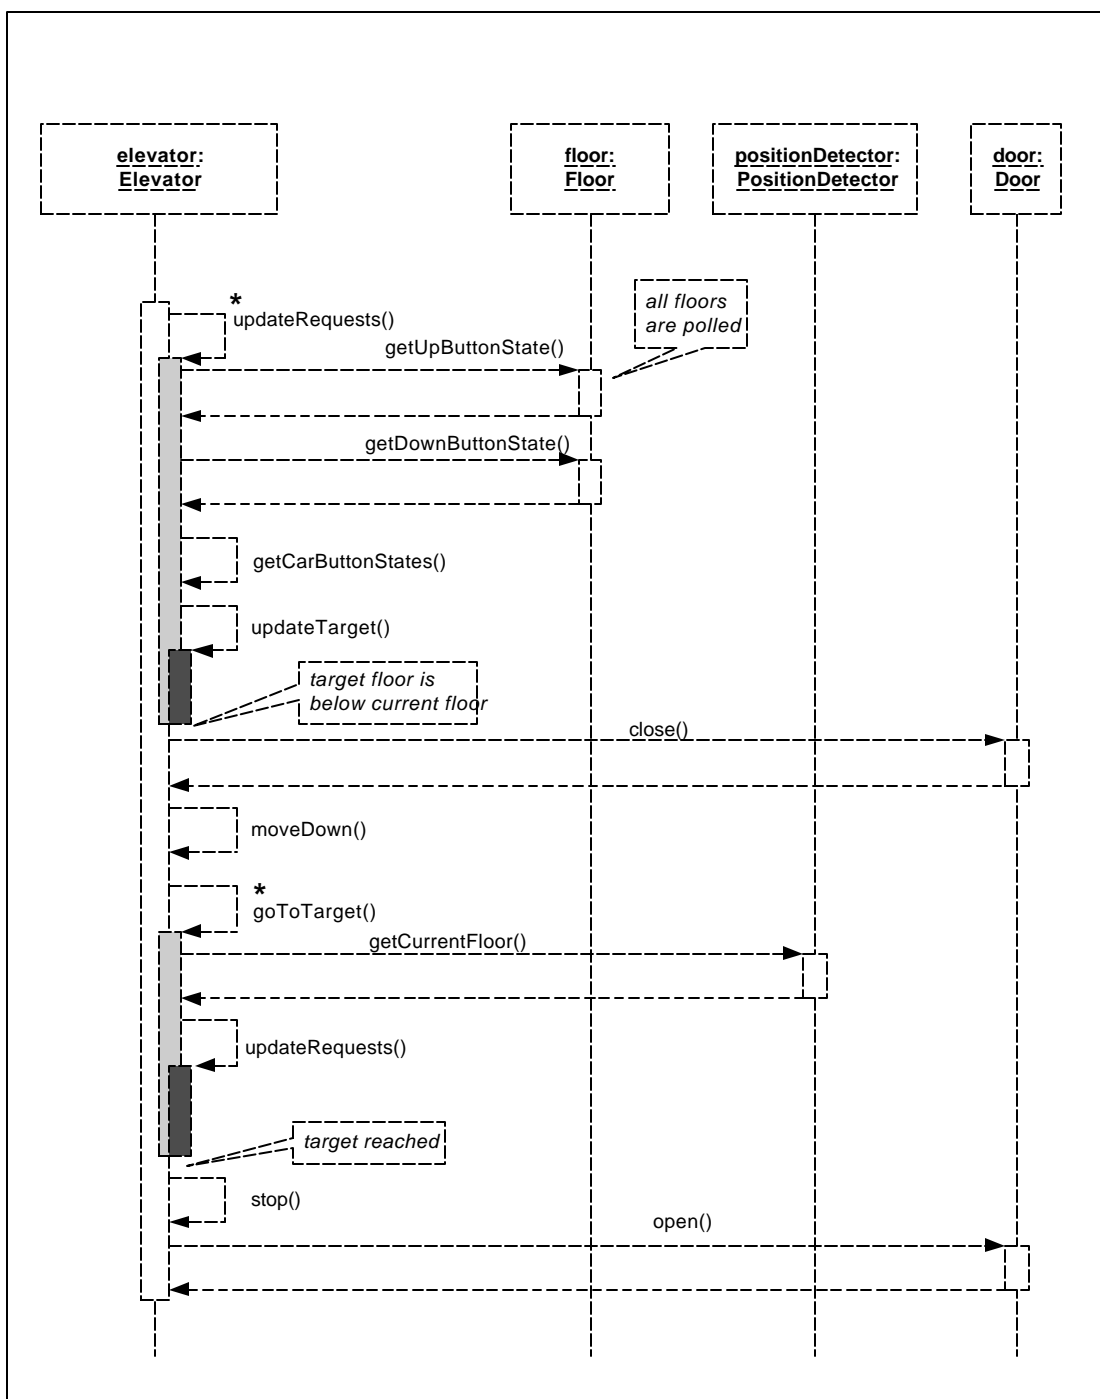 elevator:
Elevator
floor:
Floor
positionDetector:
PositionDetector
door:
Door
*
updateRequests()
all floors
are polled
getUpButtonState()
getDownButtonState()
getCarButtonStates()
updateTarget()
target floor is
below current floor
close()
moveDown()
*
goToTarget()
getCurrentFloor()
updateRequests()
target reached
stop()
open()